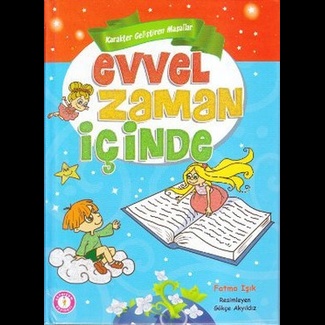 Karakter Geliştiren Masallar
evvel
zaman
içinde
Fatma Işık
Resimleyen
Gökçe Akyıldız